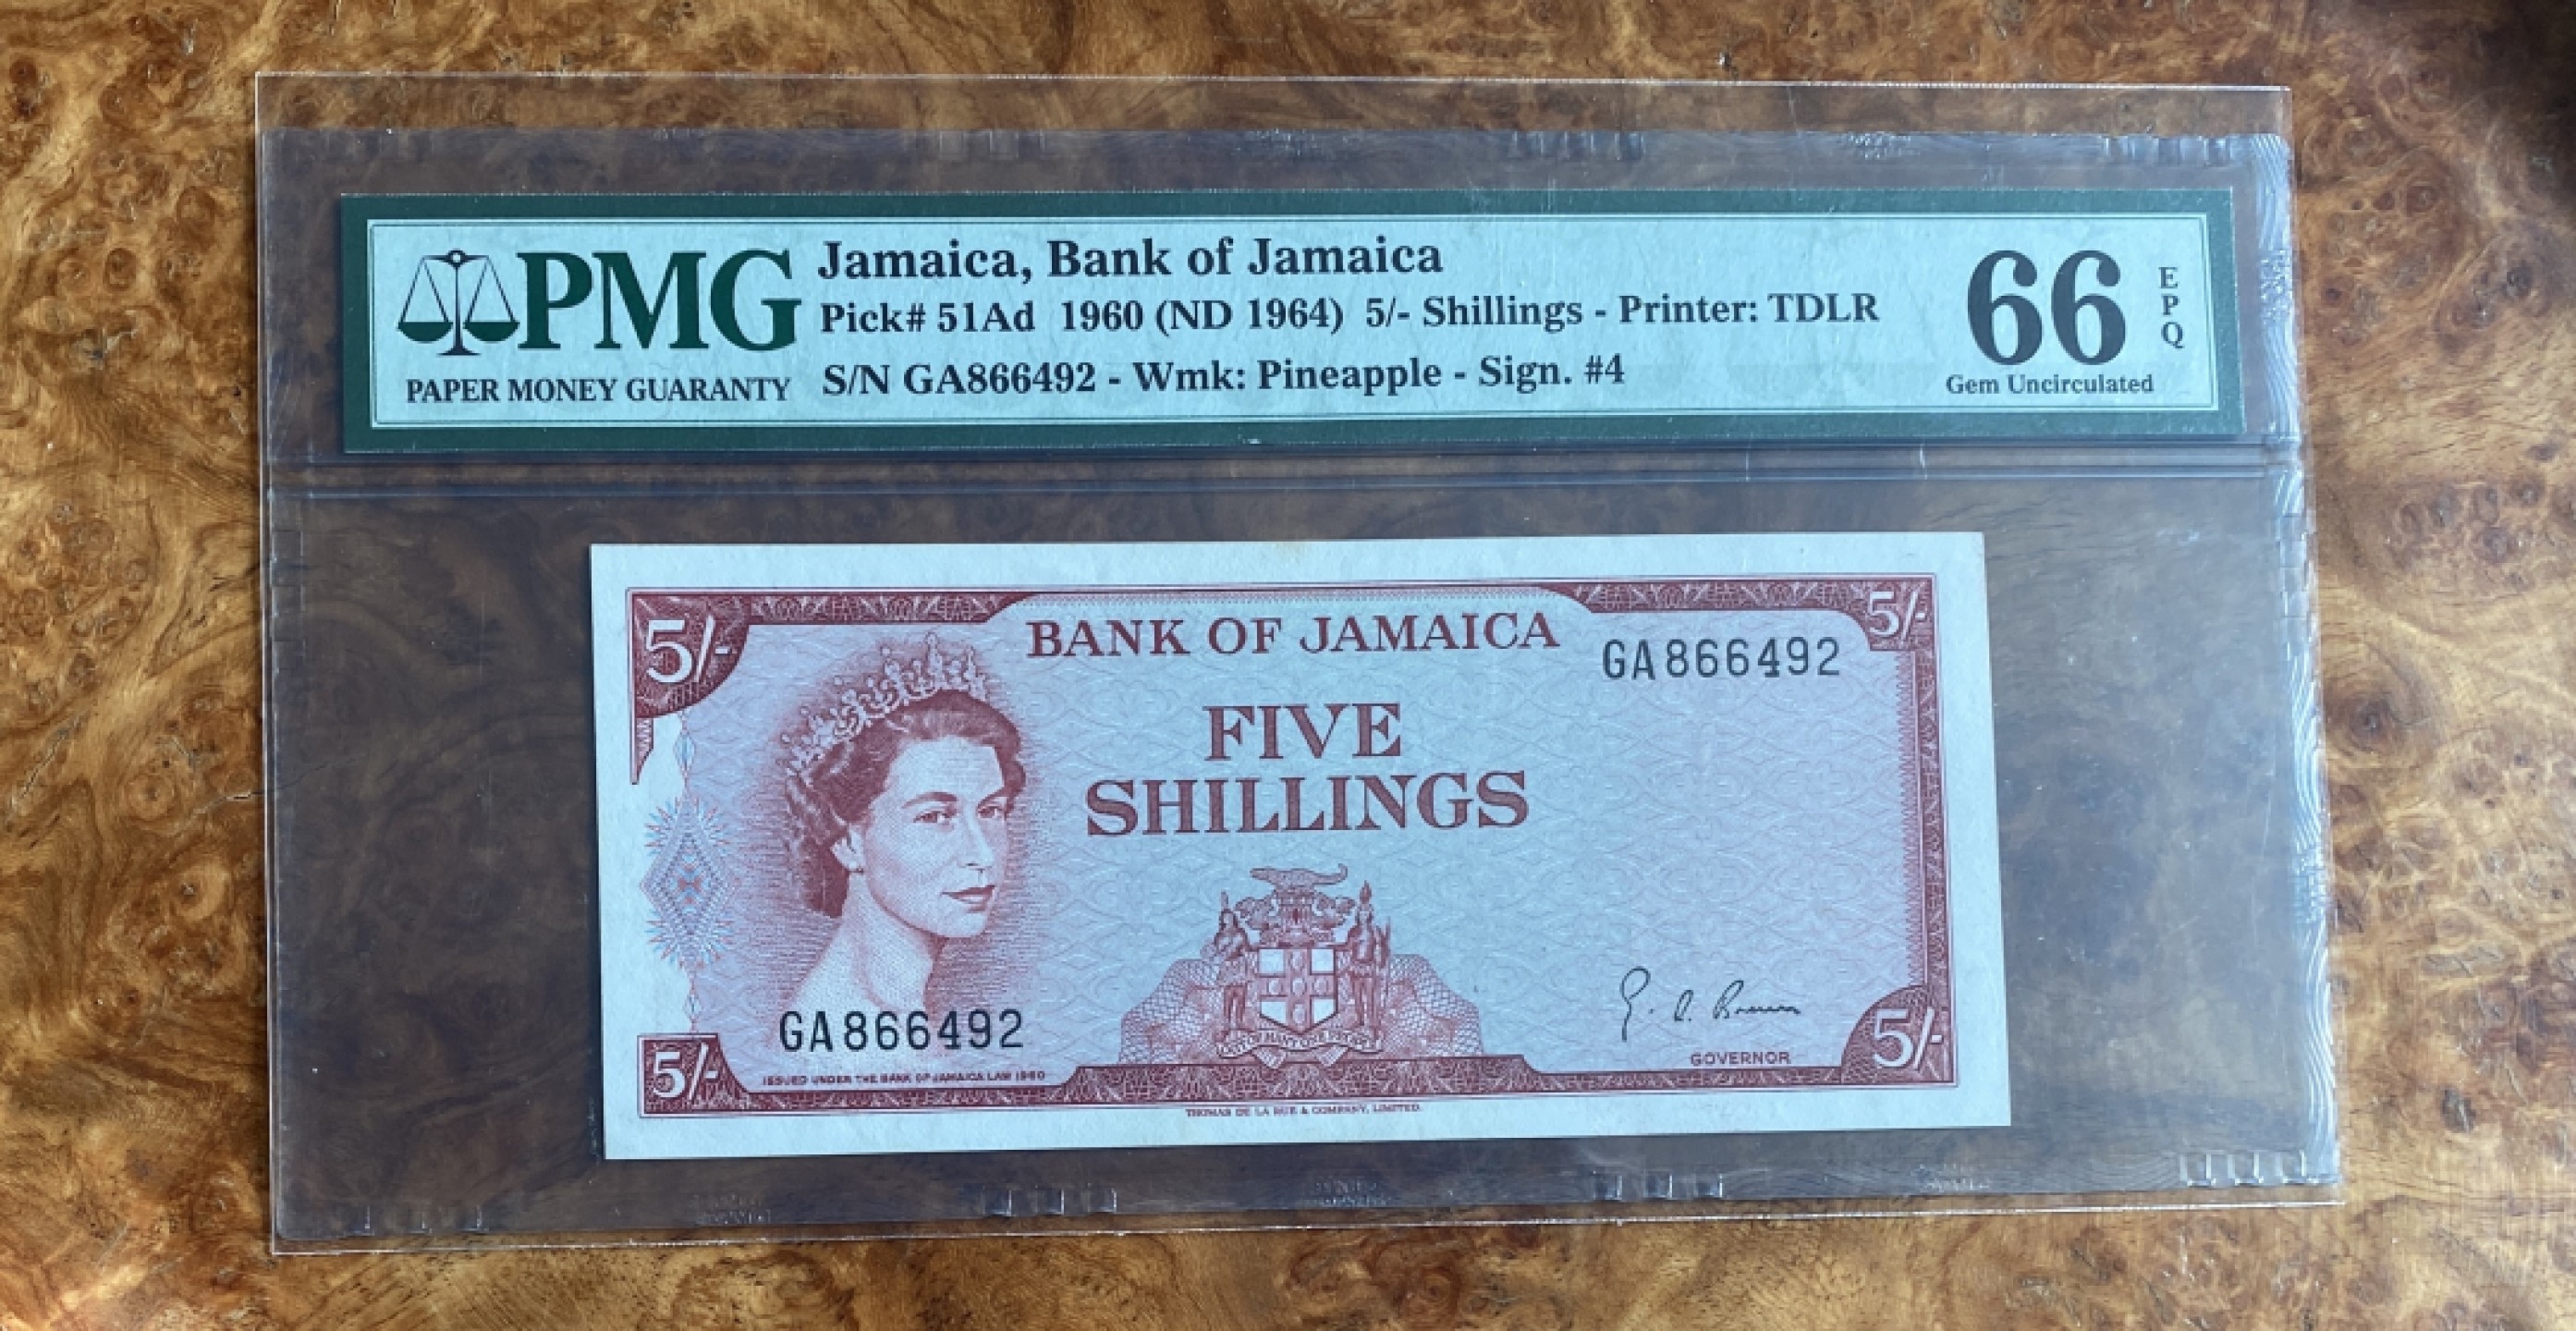 PMG
PAPER MONEY GUARANTY
Jamaica, Bank of Jamaica
Pick# 51Ad 1960 (ND 1964) 5/- Shillings - Printer: TDLR
S/N GA866492 - Wmk: Pineapple - Sign. #4
66
EPQ
Gem Uncirculated
5/-
5/-
BANK OF JAMAICA
GA866492
FIVE
SHILLINGS
GA866492
ISSUED UNDER THE BANK OF JAMAICA LAW 1960
GOVERNOR
5/-
5/-
THOMAS DE LA RUE & COMPANY, LIMITED.